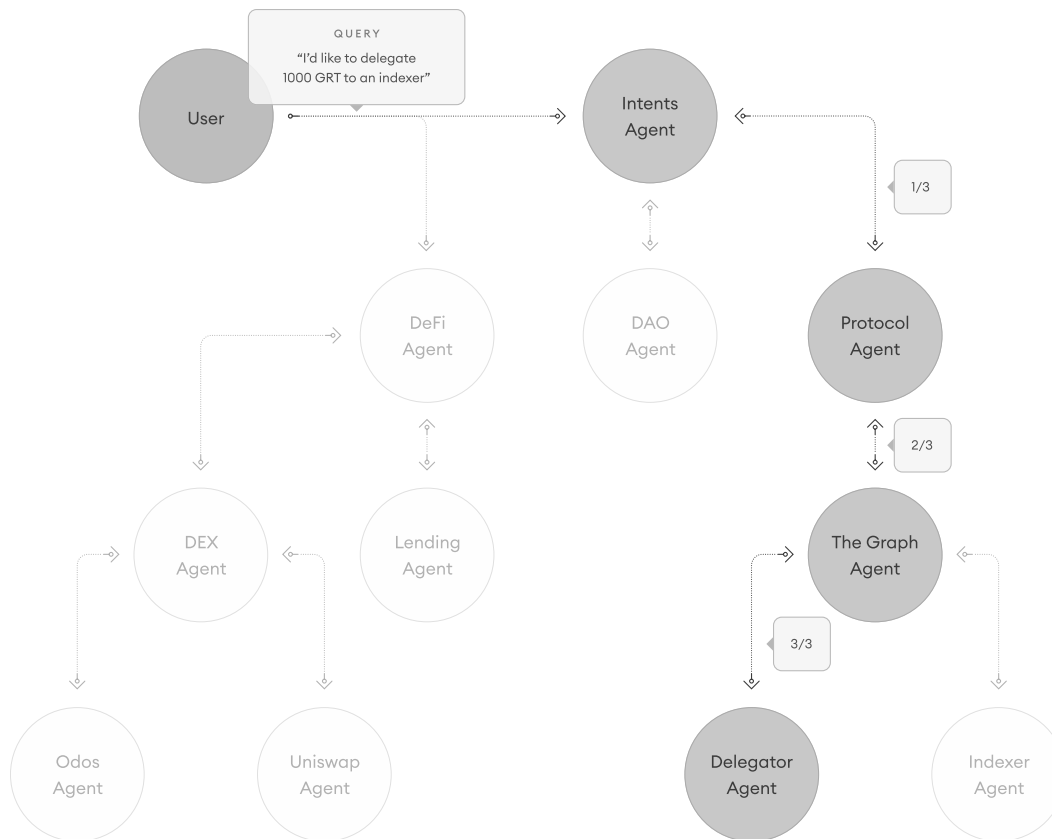 QUERY
“I’d like to delegate
1000 GRT to an indexer”
User
Intents
Agent
1/3
DeFi
Agent
DAO
Agent
Protocol
Agent
2/3
DEX
Agent
Lending
Agent
The Graph
Agent
3/3
Odos
Agent
Uniswap
Agent
Delegator
Agent
Indexer
Agent